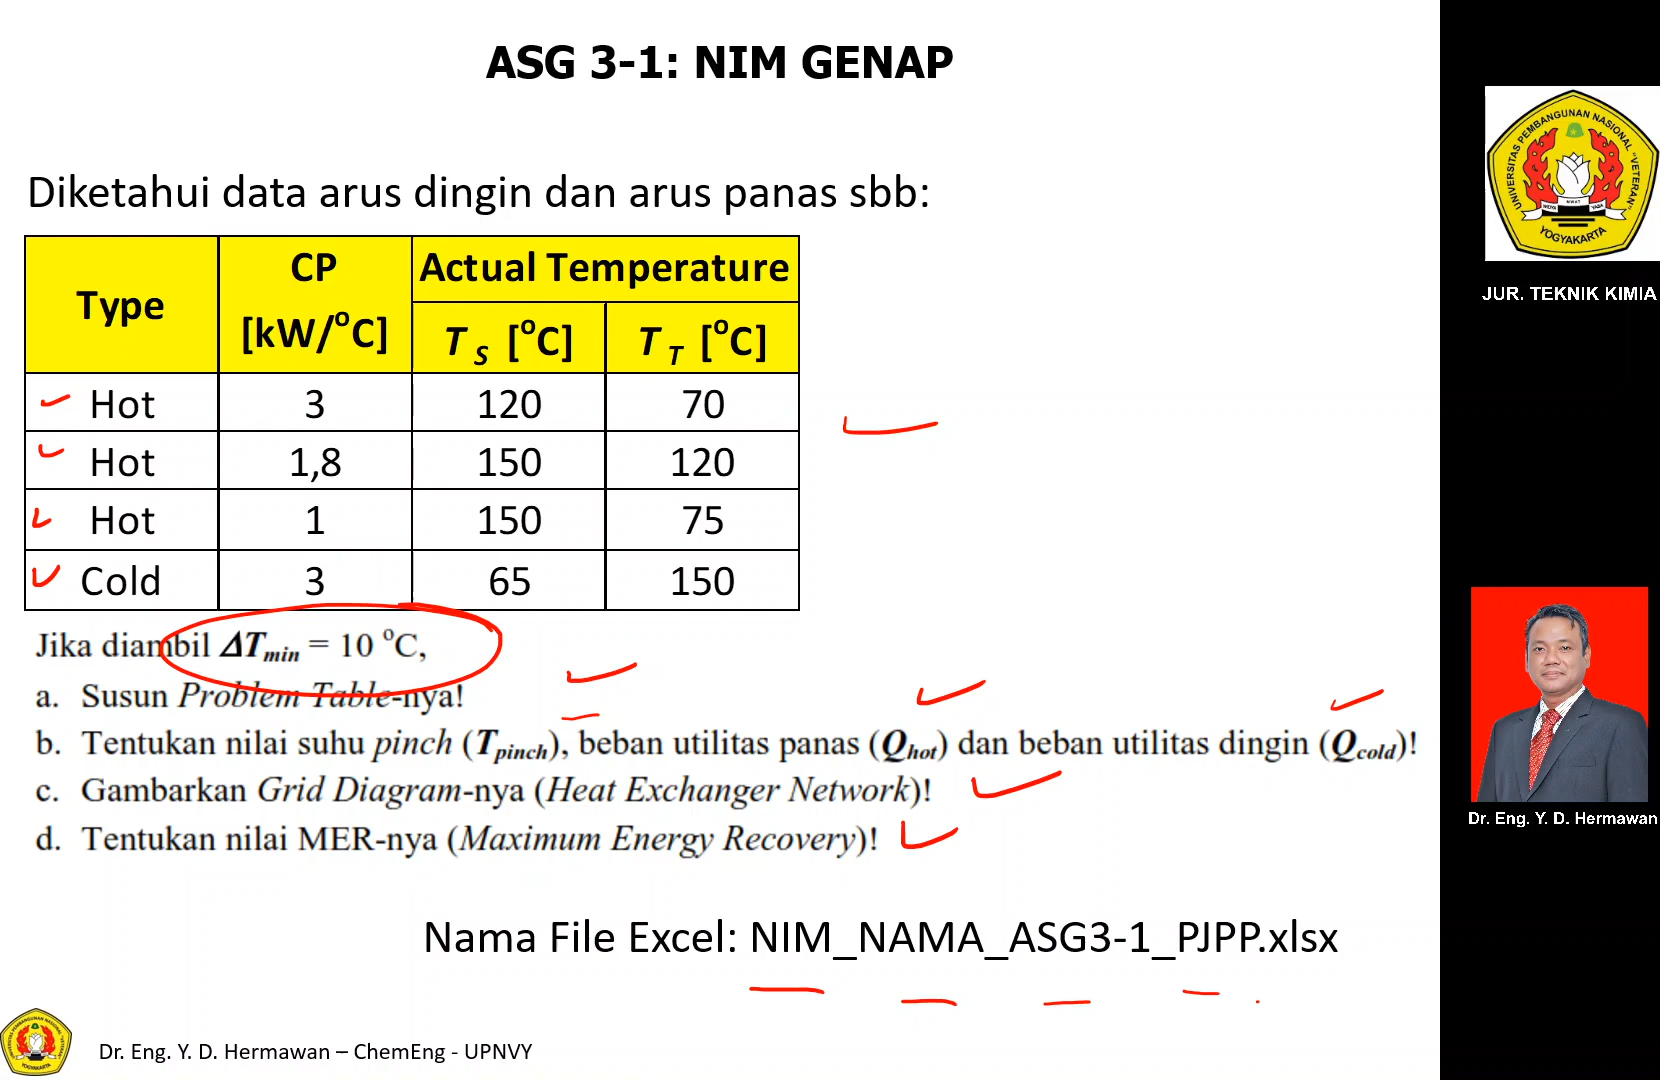 ASG 3-1: NIM GENAP
Diketahui data arus dingin dan arus panas sbb:
Type CP [kW/°C] Actual Temperature
T S [°C] T T [°C]
Hot 3 120 70
Hot 1,8 150 120
Hot 1 150 75
Cold 3 65 150
Jika diambil ΔTmin = 10 °C,
a. Susun Problem Table-nya!
b. Tentukan nilai suhu pinch (Tpinch), beban utilitas panas (Qhot) dan beban utilitas dingin (Qcold)!
c. Gambarkan Grid Diagram-nya (Heat Exchanger Network)!
d. Tentukan nilai MER-nya (Maximum Energy Recovery)!
Nama File Excel: NIM_NAMA_ASG3-1_PJPP.xlsx
Dr. Eng. Y. D. Hermawan – ChemEng - UPNVY
UNIVERSITAS PEMBANGUNAN NASIONAL "VETERAN"
YOGYAKARTA
JUR. TEKNIK KIMIA
Dr. Eng. Y. D. Hermawan